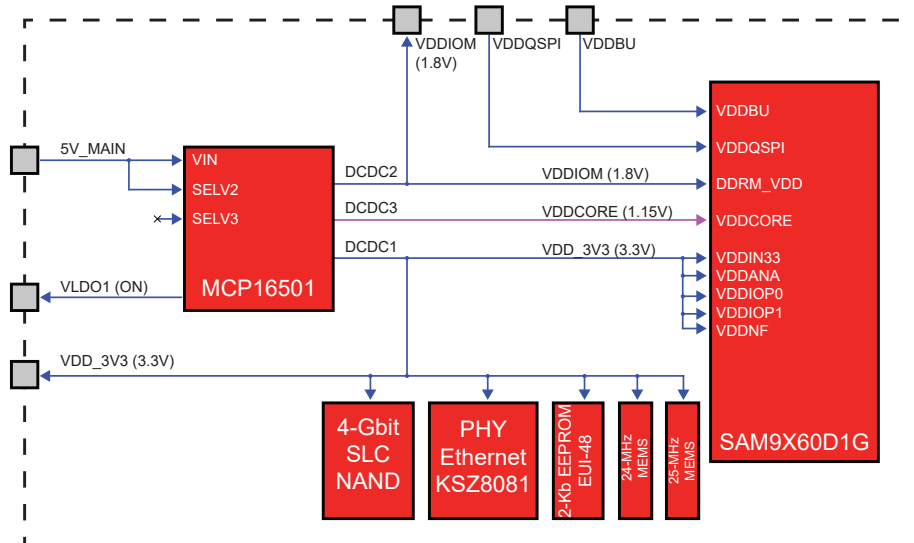 VDDIOM
(1.8V)
VDDQSPI
VDDBU
5V_MAIN
VIN
SELV2
SELV3
MCP16501
VLDO1 (ON)
VDD_3V3 (3.3V)
DCDC2
VDDIOM (1.8V)
DCDC3
VDDCORE (1.15V)
DCDC1
VDD_3V3 (3.3V)
VDDBU
VDDQSPI
DDRM_VDD
VDDCORE
VDDIN33
VDDANA
VDDIOP0
VDDIOP1
VDDNF
SAM9X60D1G
4-Gbit
SLC
NAND
PHY
Ethernet
KSZ8081
2-Kb EEPROM
EUI-48
24-MHz
MEMS
25-MHz
MEMS